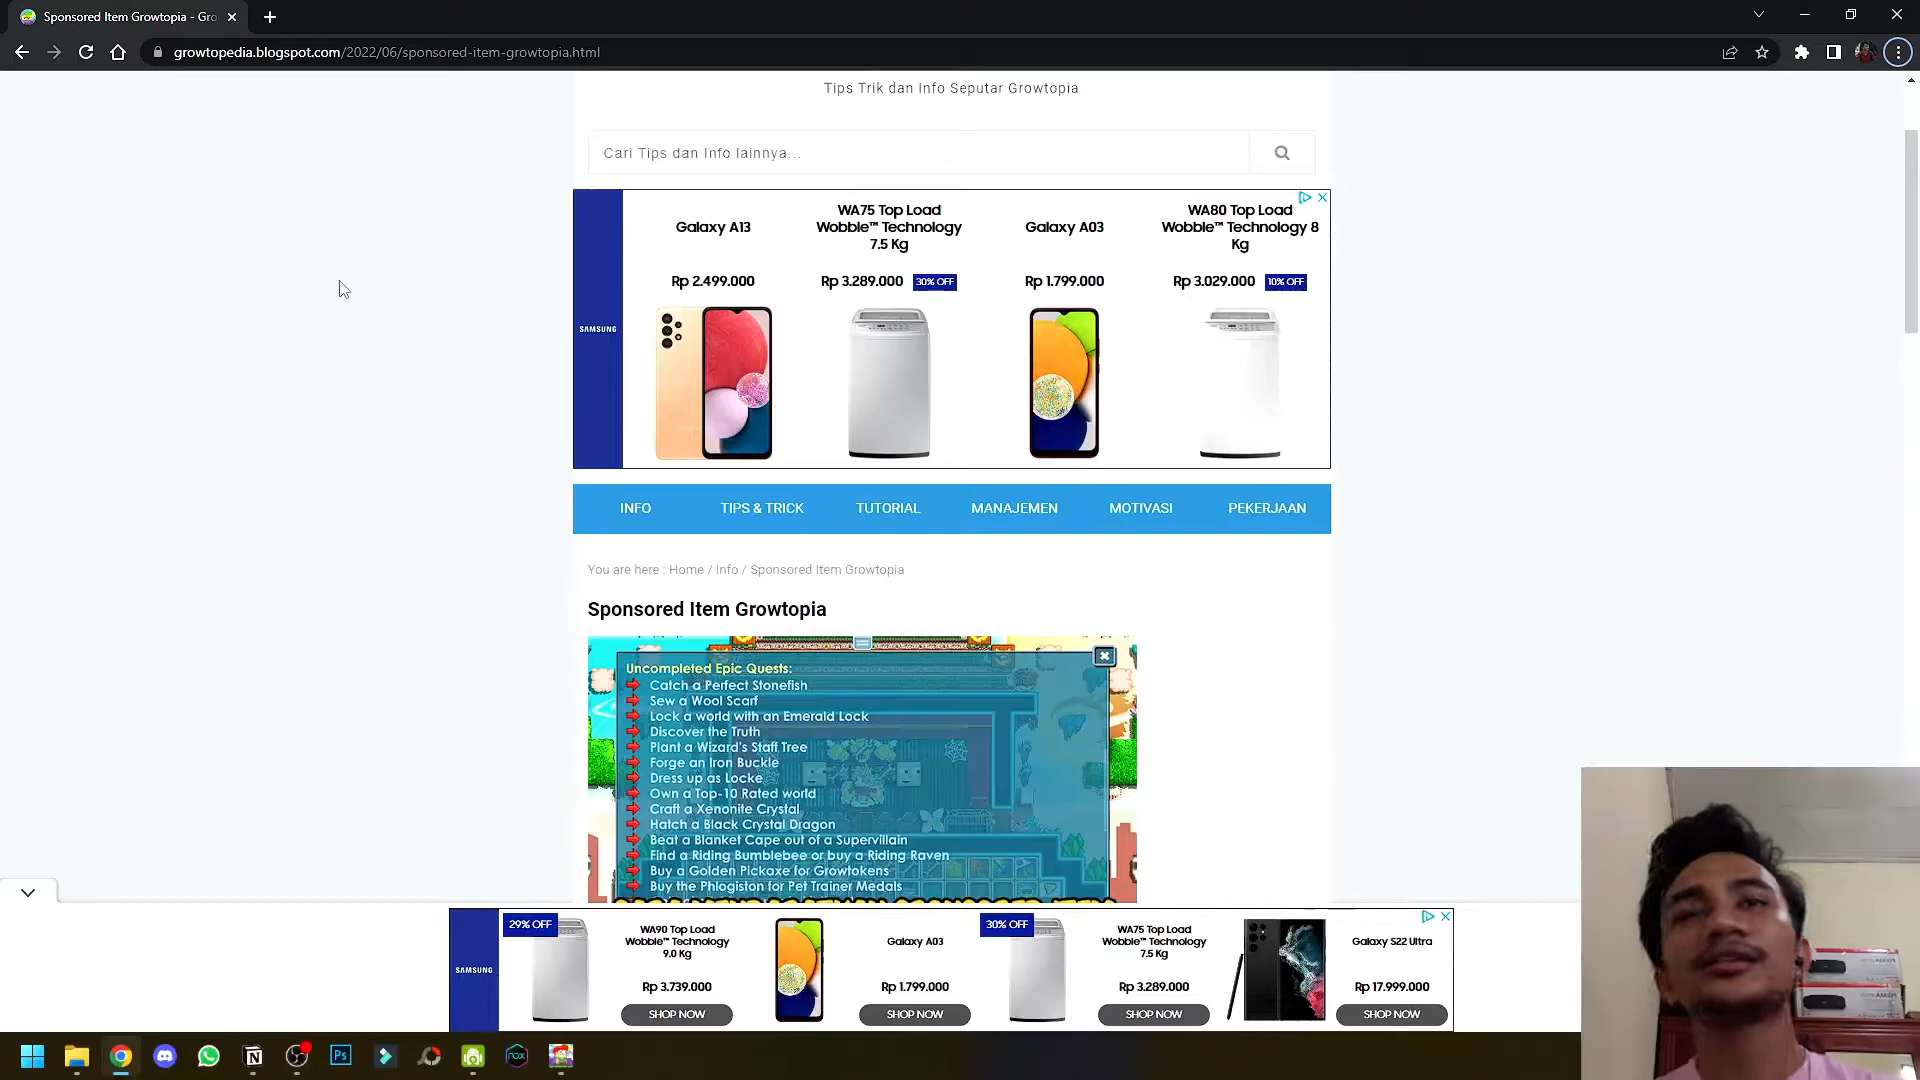 Sponsored Item Growtopia - Gro
growtopedia.blogspot.com/2022/06/sponsored-item-growtopia.html
Tips Trik dan Info Seputar Growtopia
Cari Tips dan Info lainnya...
SAMSUNG
Galaxy A13
Rp 2.499.000
WA75 Top Load
Wobble™ Technology
7.5 Kg
Rp 3.289.000 30% OFF
Galaxy A03
Rp 1.799.000
WA80 Top Load
Wobble™ Technology 8
Kg
Rp 3.029.000 10% OFF
INFO TIPS & TRICK TUTORIAL MANAJEMEN MOTIVASI PEKERJAAN
You are here : Home / Info / Sponsored Item Growtopia
Sponsored Item Growtopia
Uncompleted Epic Quests:
Catch a Perfect Stonefish
Sew a Wool Scarf
Lock a world with an Emerald Lock
Discover the Truth
Plant a Wizard's Staff Tree
Forge an Iron Buckle
Dress up as Locke
Own a Top-10 Rated world
Craft a Xenonite Crystal
Hatch a Black Crystal Dragon
Beat a Blanket Cape out of a Supervillain
Find a Riding Bumblebee or buy a Riding Raven
Buy a Golden Pickaxe for Growtokens
Buy the Phlogiston for Pet Trainer Medals
SAMSUNG
29% OFF
WA90 Top Load
Wobble™ Technology
9.0 Kg
Rp 3.739.000
SHOP NOW
Galaxy A03
Rp 1.799.000
SHOP NOW
30% OFF
WA75 Top Load
Wobble™ Technology
7.5 Kg
Rp 3.289.000
SHOP NOW
Galaxy S22 Ultra
Rp 17.999.000
SHOP NOW
Ps
nox